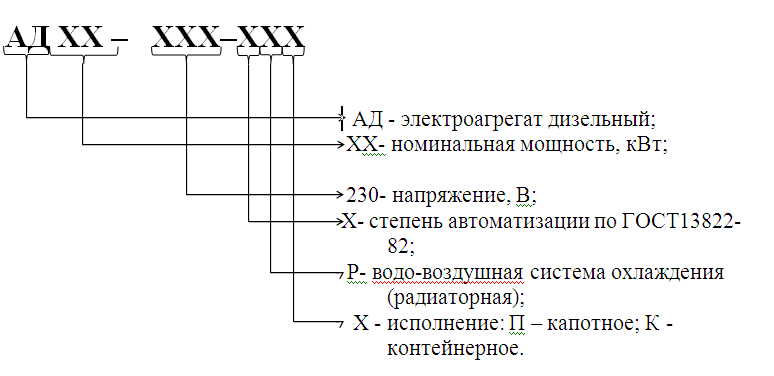 АД ХХ – ХХХ–ХХХ
АД - электроагрегат дизельный;
ХХ- номинальная мощность, кВт;
230- напряжение, В;
Х- степень автоматизации по ГОСТ13822-
82;
Р- водо-воздушная система охлаждения
(радиаторная);
Х - исполнение: П – капотное; К -
контейнерное.